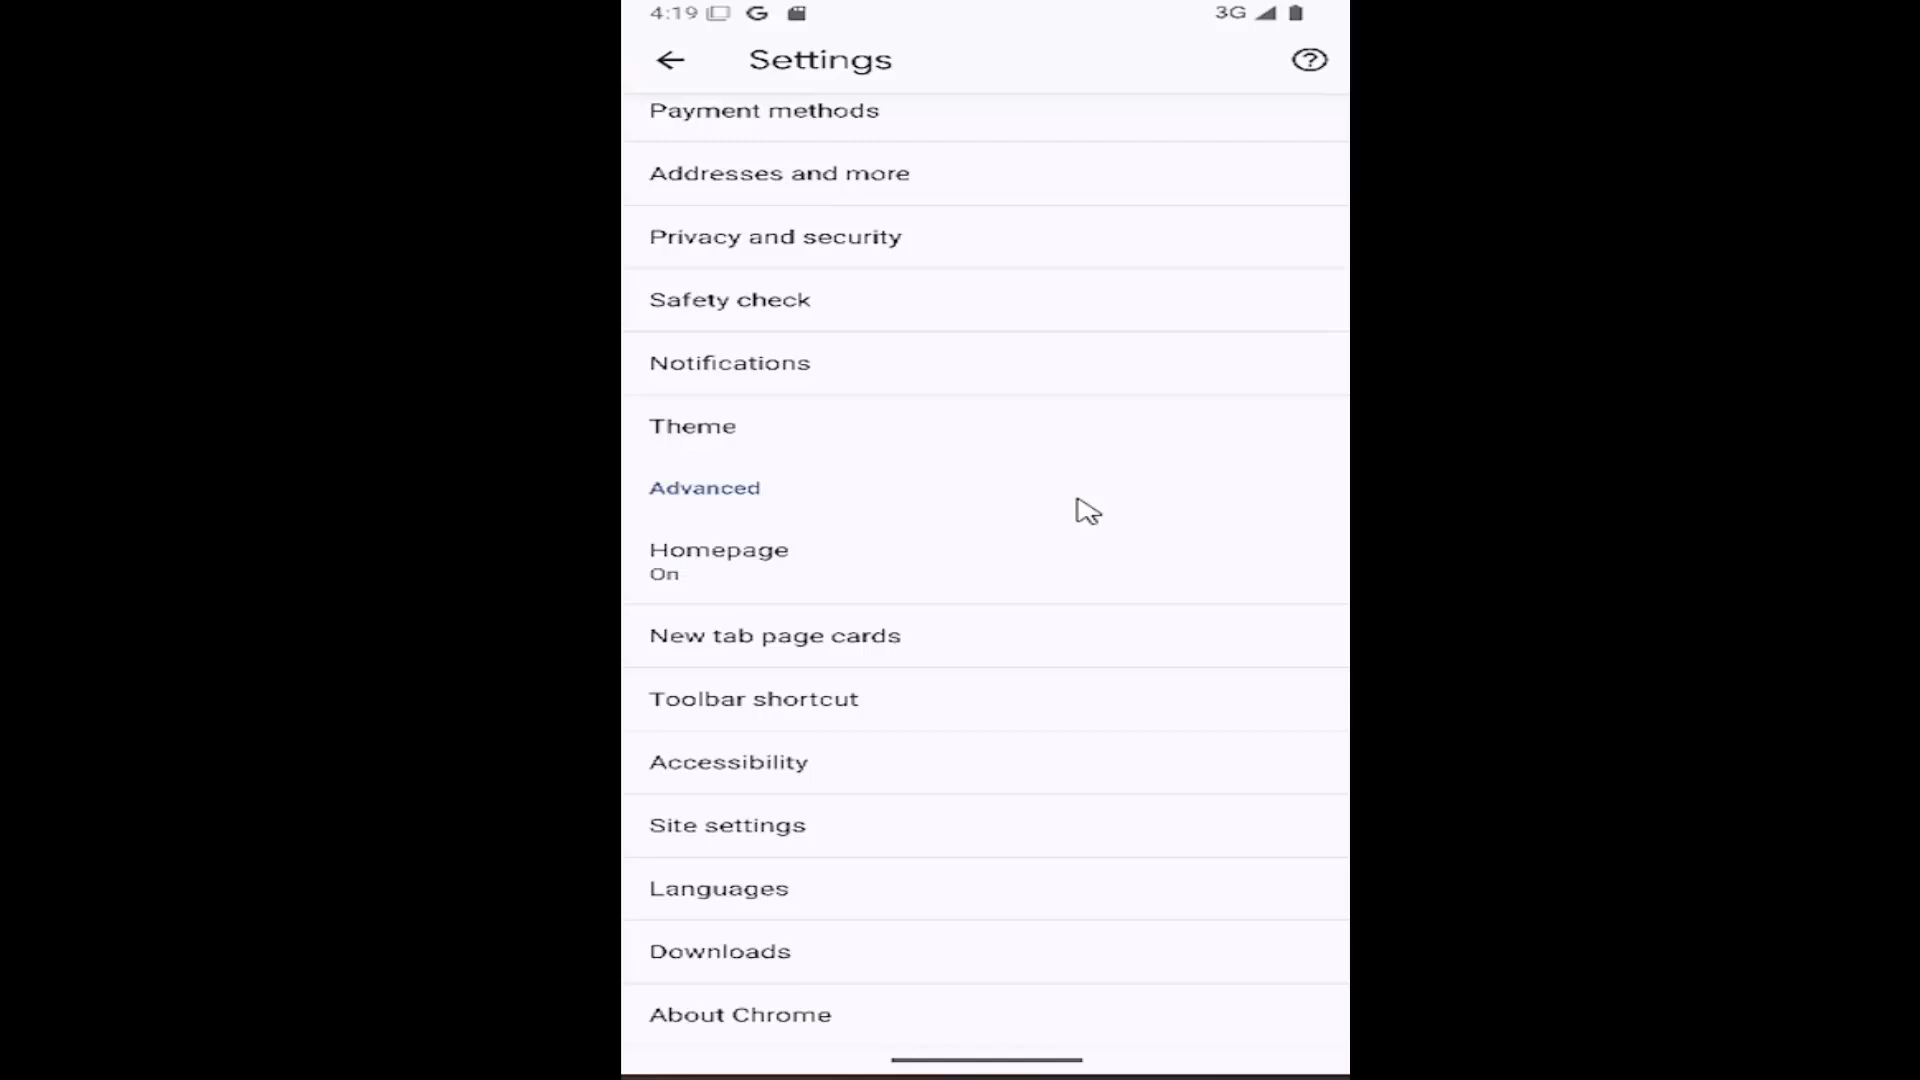 4:19
3G
Settings
Payment methods
Addresses and more
Privacy and security
Safety check
Notifications
Theme
Advanced
Homepage
On
New tab page cards
Toolbar shortcut
Accessibility
Site settings
Languages
Downloads
About Chrome